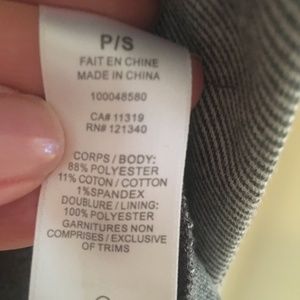 P/S
FAIT EN CHINE
MADE IN CHINA
100048580
CA# 11319
RN# 121340
CORPS / BODY:
88% POLYESTER
11% COTON / COTTON
1%SPANDEX
DOUBLURE / LINING:
100% POLYESTER
GARNITURES NON
COMPRISES / EXCLUSIVE
OF TRIMS